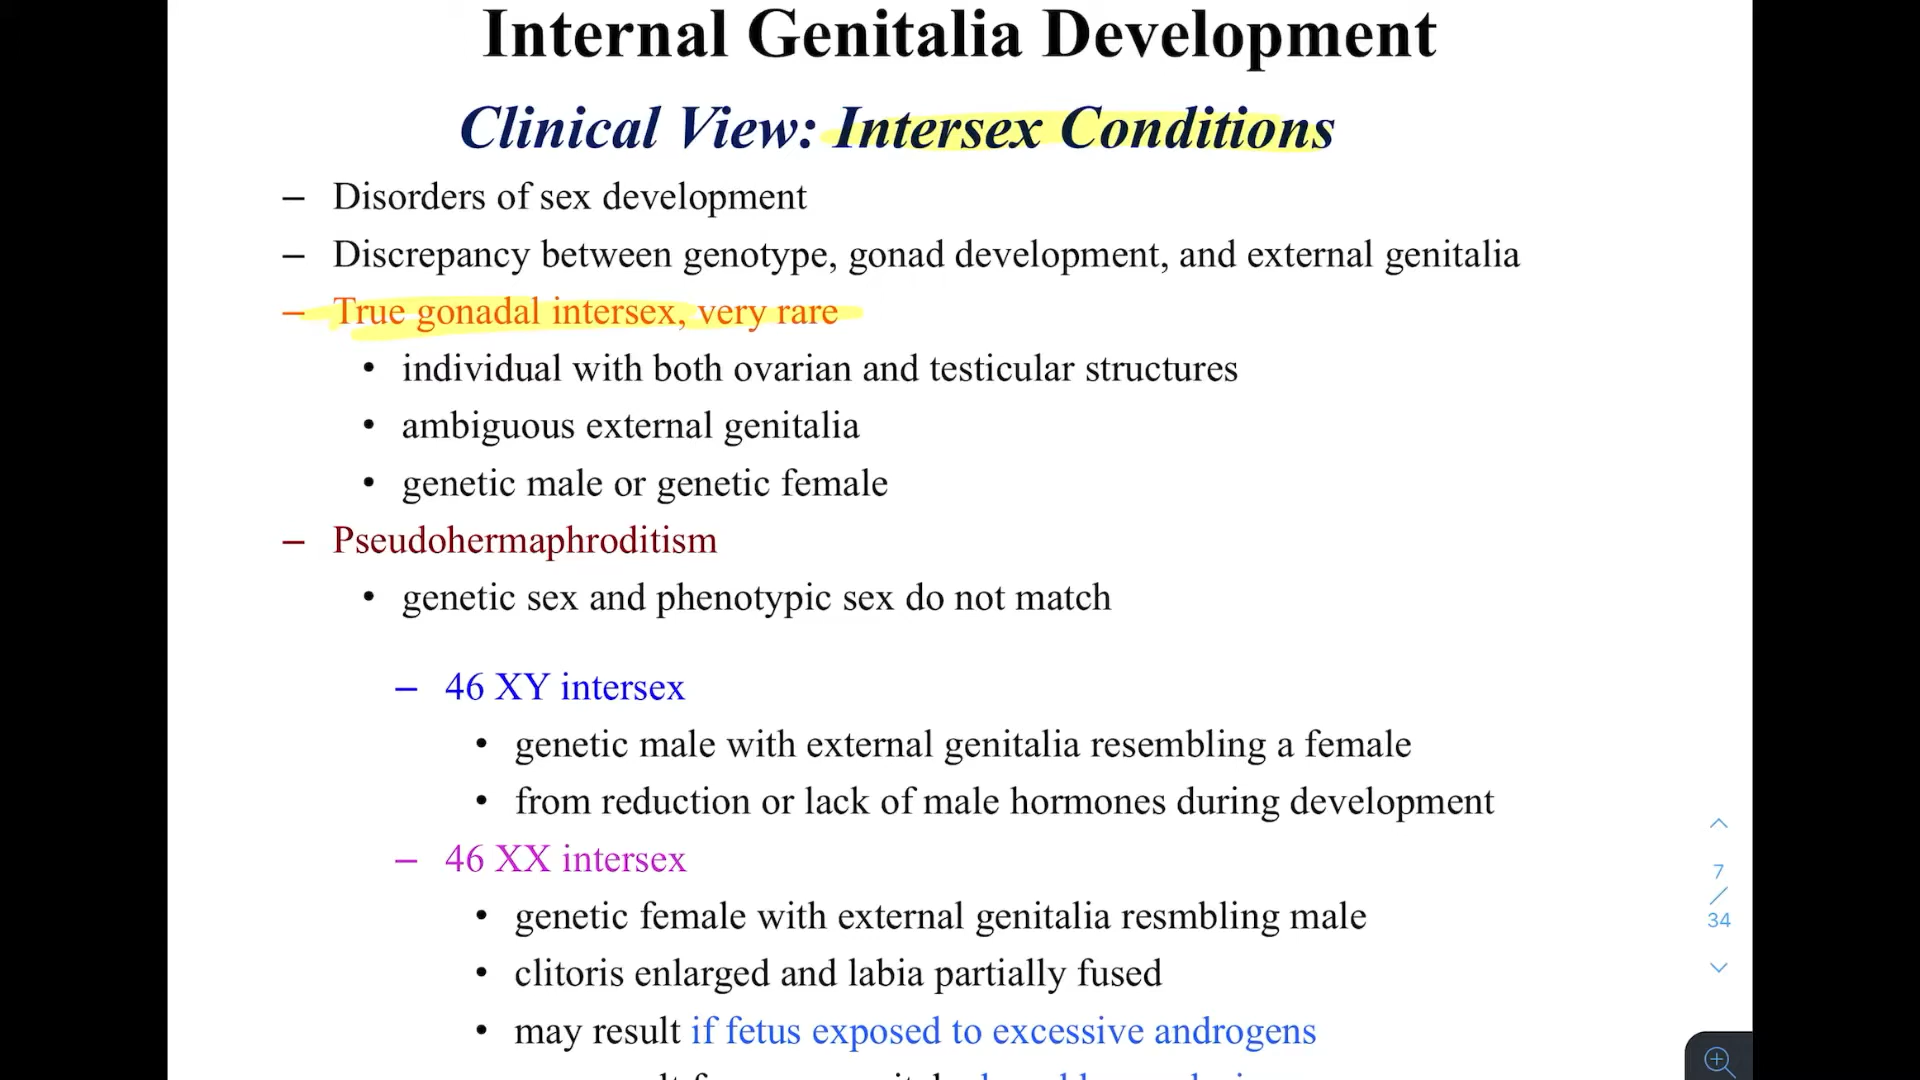 Internal Genitalia Development
Clinical View: Intersex Conditions
– Disorders of sex development
– Discrepancy between genotype, gonad development, and external genitalia
– True gonadal intersex, very rare
• individual with both ovarian and testicular structures
• ambiguous external genitalia
• genetic male or genetic female
– Pseudohermaphroditism
• genetic sex and phenotypic sex do not match
– 46 XY intersex
• genetic male with external genitalia resembling a female
• from reduction or lack of male hormones during development
– 46 XX intersex
• genetic female with external genitalia resmbling male
• clitoris enlarged and labia partially fused
• may result if fetus exposed to excessive androgens
7
/
34